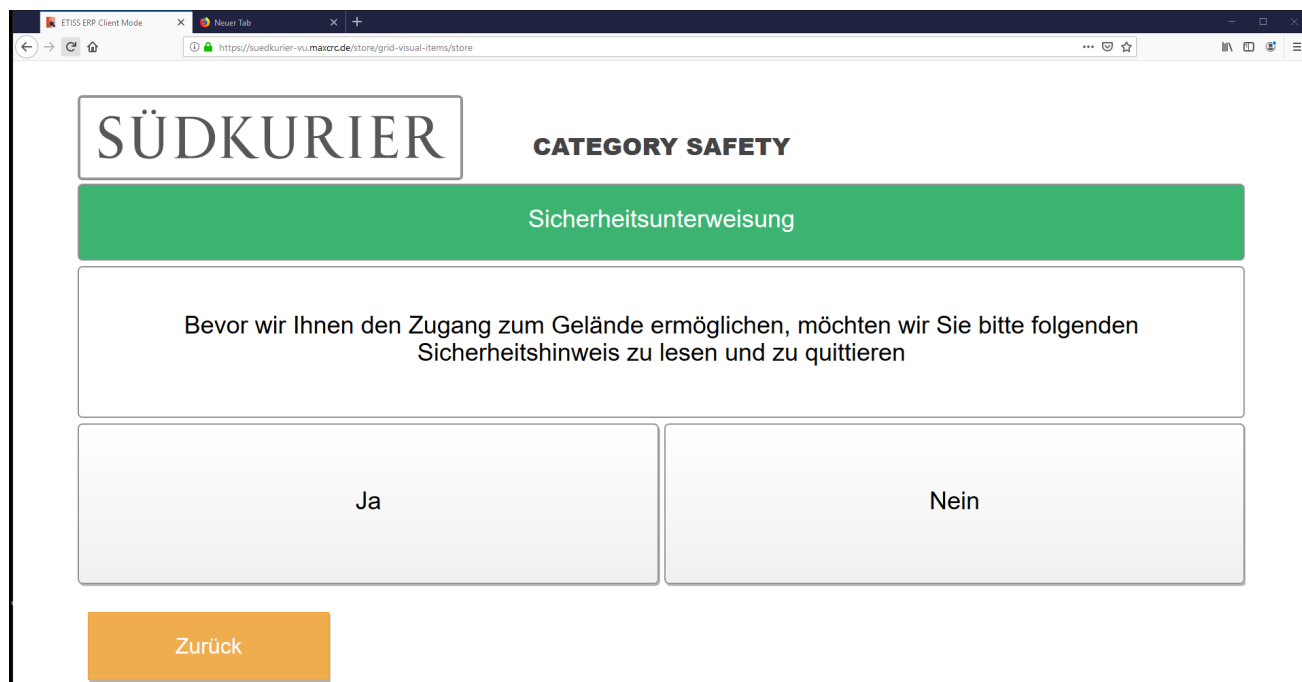 ETISS ERP Client Mode
Neuer Tab
https://suedkurier-vu.maxcrc.de/store/grid-visual-items/store
SÜDKURIER
CATEGORY SAFETY
Sicherheitsunterweisung
Bevor wir Ihnen den Zugang zum Gelände ermöglichen, möchten wir Sie bitte folgenden
Sicherheitshinweis zu lesen und zu quittieren
Ja
Nein
Zurück